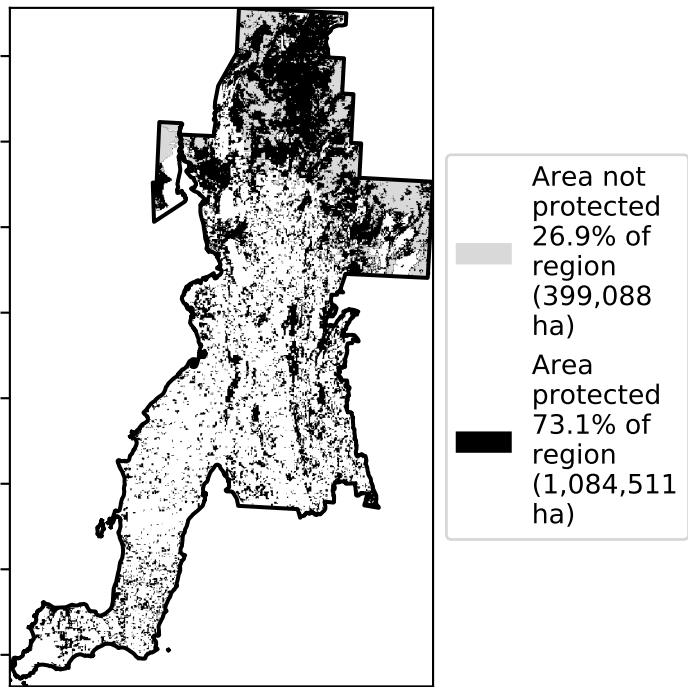 Area not
protected
26.9% of
region
(399,088
ha)
Area
protected
73.1% of
region
(1,084,511
ha)